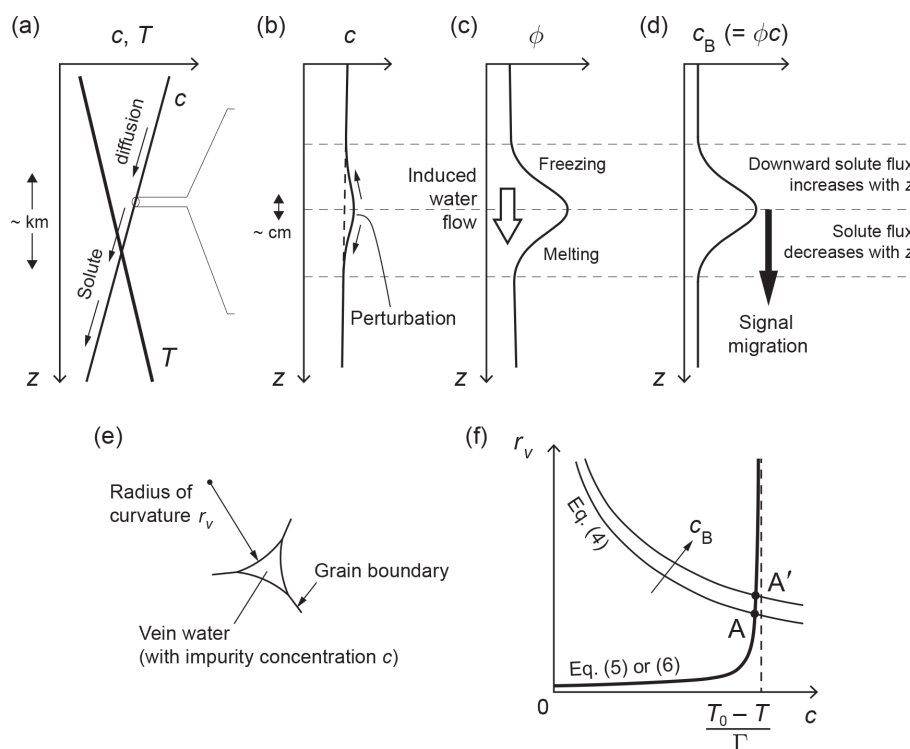 (a)
c, T
c
diffusion
~ km
Solute
T
z
(b)
c
~ cm
Perturbation
z
(c)
ϕ
Induced
water
flow
Freezing
Melting
z
(d)
c_B (= ϕc)
Downward solute flux
increases with z
Solute flux
decreases with z
Signal
migration
z
(e)
Radius of
curvature r_v
Grain boundary
Vein water
(with impurity concentration c)
(f)
r_v
Eq. (4)
c_B
A′
A
Eq. (5) or (6)
0
T₀ – T
Γ
c